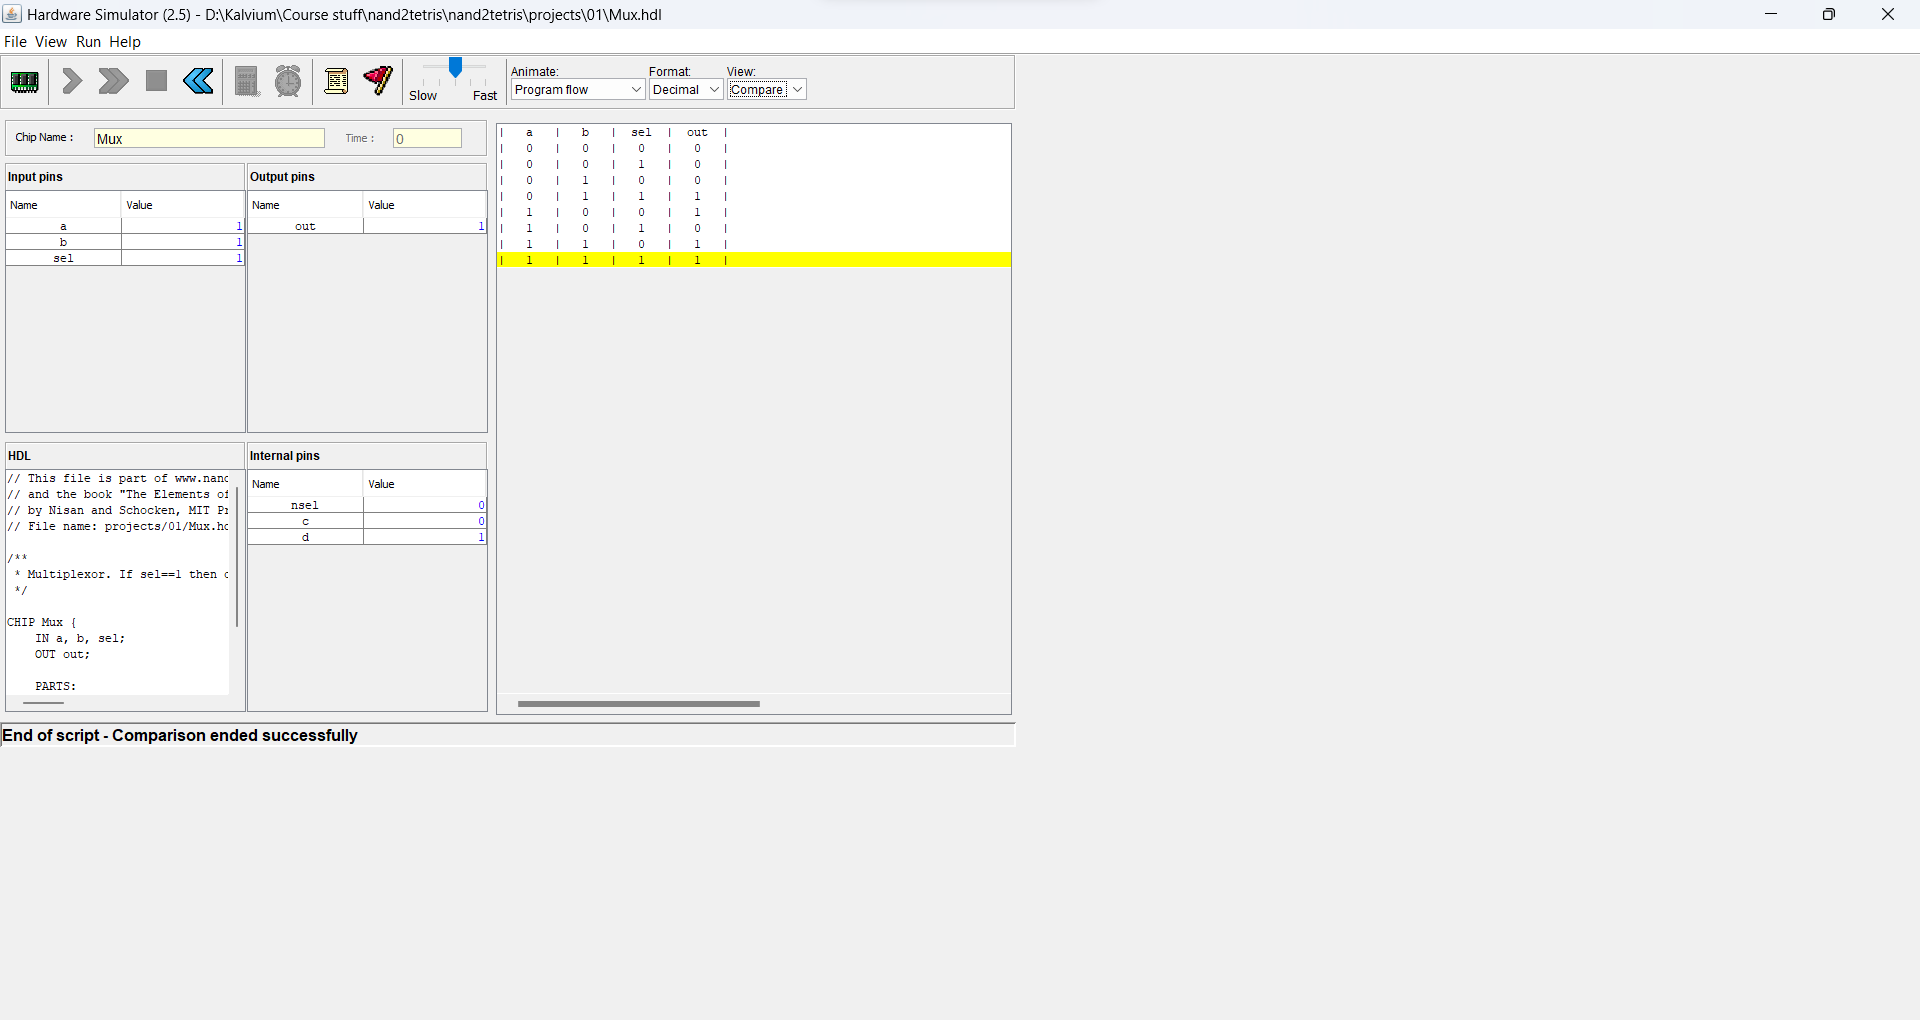 Hardware Simulator (2.5) - D:\Kalvium\Course stuff\nand2tetris\nand2tetris\projects\01\Mux.hdl
File View Run Help
Slow Fast
Animate: Format: View:
Program flow Decimal Compare
Chip Name : Mux Time : 0
Input pins
Name Value
a 1
b 1
sel 1
Output pins
Name Value
out 1
| a | b | sel | out |
| 0 | 0 | 0 | 0 |
| 0 | 0 | 1 | 0 |
| 0 | 1 | 0 | 0 |
| 0 | 1 | 1 | 1 |
| 1 | 0 | 0 | 1 |
| 1 | 0 | 1 | 0 |
| 1 | 1 | 0 | 1 |
| 1 | 1 | 1 | 1 |
HDL
// This file is part of www.nand
// and the book "The Elements of
// by Nisan and Schocken, MIT Pr
// File name: projects/01/Mux.hd
/**
* Multiplexor. If sel==1 then
*/
CHIP Mux {
IN a, b, sel;
OUT out;
PARTS:
Internal pins
Name Value
nsel 0
c 0
d 1
End of script - Comparison ended successfully